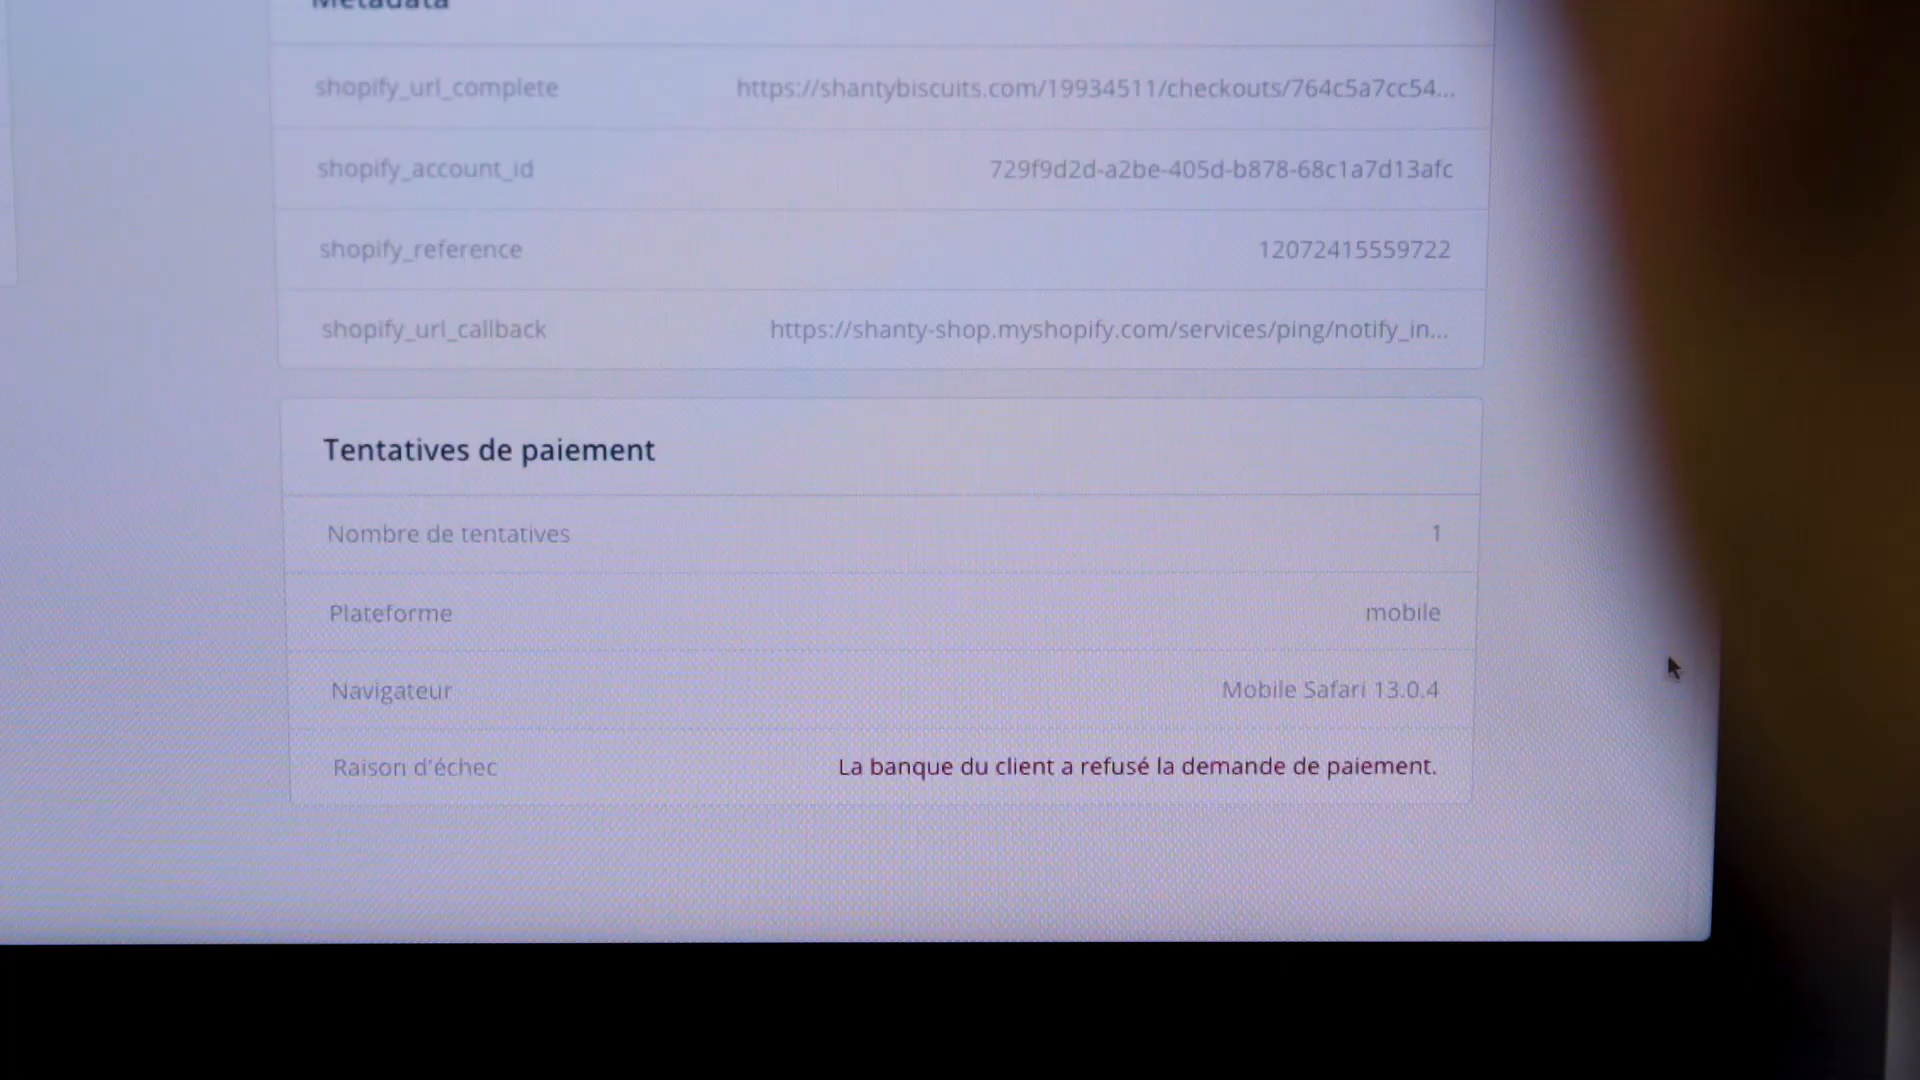 Metadata
shopify_url_complete https://shantybiscuits.com/19934511/checkouts/764c5a7cc54...
shopify_account_id 729f9d2d-a2be-405d-b878-68c1a7d13afc
shopify_reference 12072415559722
shopify_url_callback https://shanty-shop.myshopify.com/services/ping/notify_in...
Tentatives de paiement
Nombre de tentatives 1
Plateforme mobile
Navigateur Mobile Safari 13.0.4
Raison d'échec La banque du client a refusé la demande de paiement.